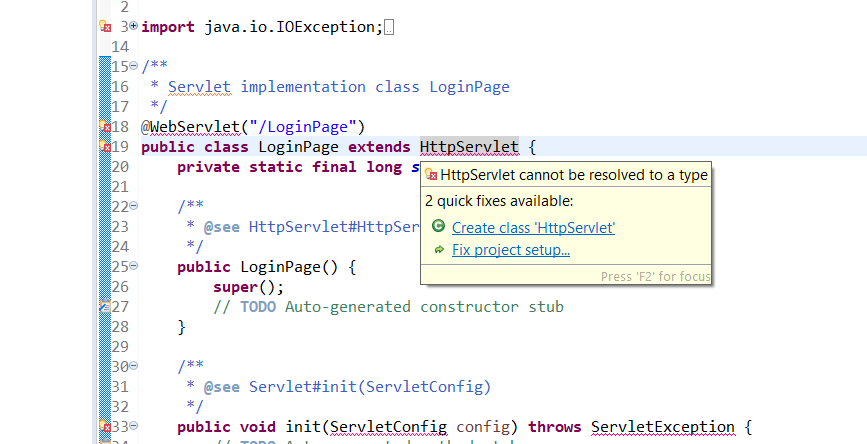 2
3 import java.io.IOException;
14
15 /**
16 * Servlet implementation class LoginPage
17 */
18 @WebServlet("/LoginPage")
19 public class LoginPage extends HttpServlet {
20 private static final long s
HttpServlet cannot be resolved to a type
2 quick fixes available:
Create class 'HttpServlet'
Fix project setup...
Press 'F2' for focus
21
22 /**
23 * @see HttpServlet#HttpSer
24 */
25 public LoginPage() {
26 super();
27 // TODO Auto-generated constructor stub
28 }
29
30 /**
31 * @see Servlet#init(ServletConfig)
32 */
33 public void init(ServletConfig config) throws ServletException {